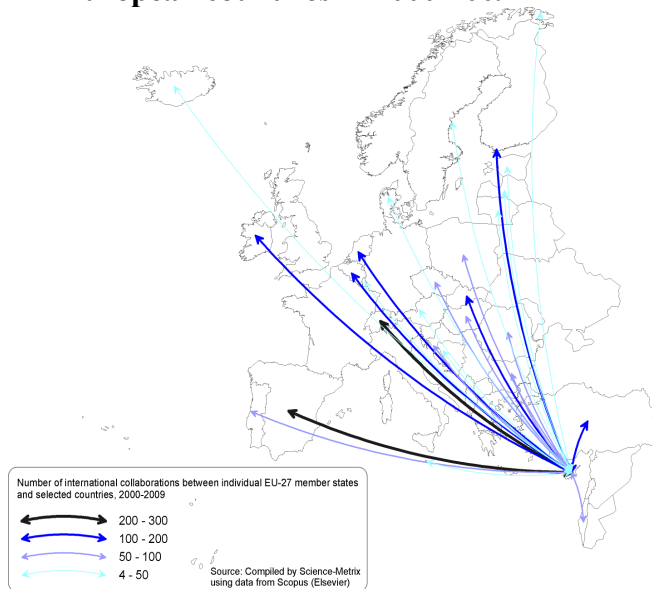 Number of international collaborations between individual EU-27 member states
and selected countries, 2000-2009
200 - 300
100 - 200
50 - 100
4 - 50
Source: Compiled by Science-Metrix
using data from Scopus (Elsevier)